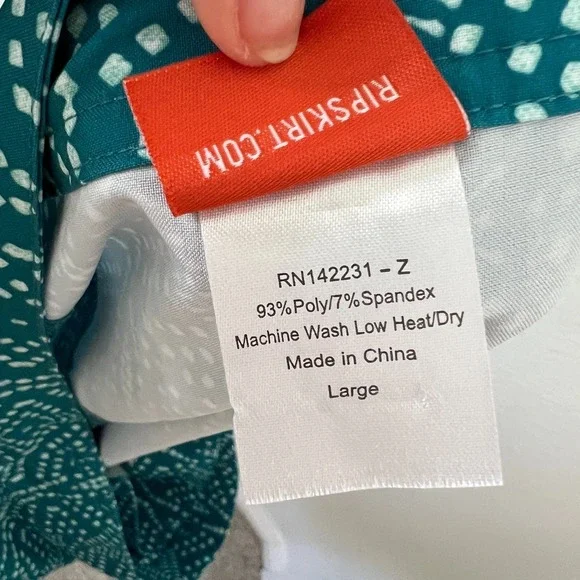 RIPSKIRT.COM
RN142231 – Z
93%Poly/7%Spandex
Machine Wash Low Heat/Dry
Made in China
Large